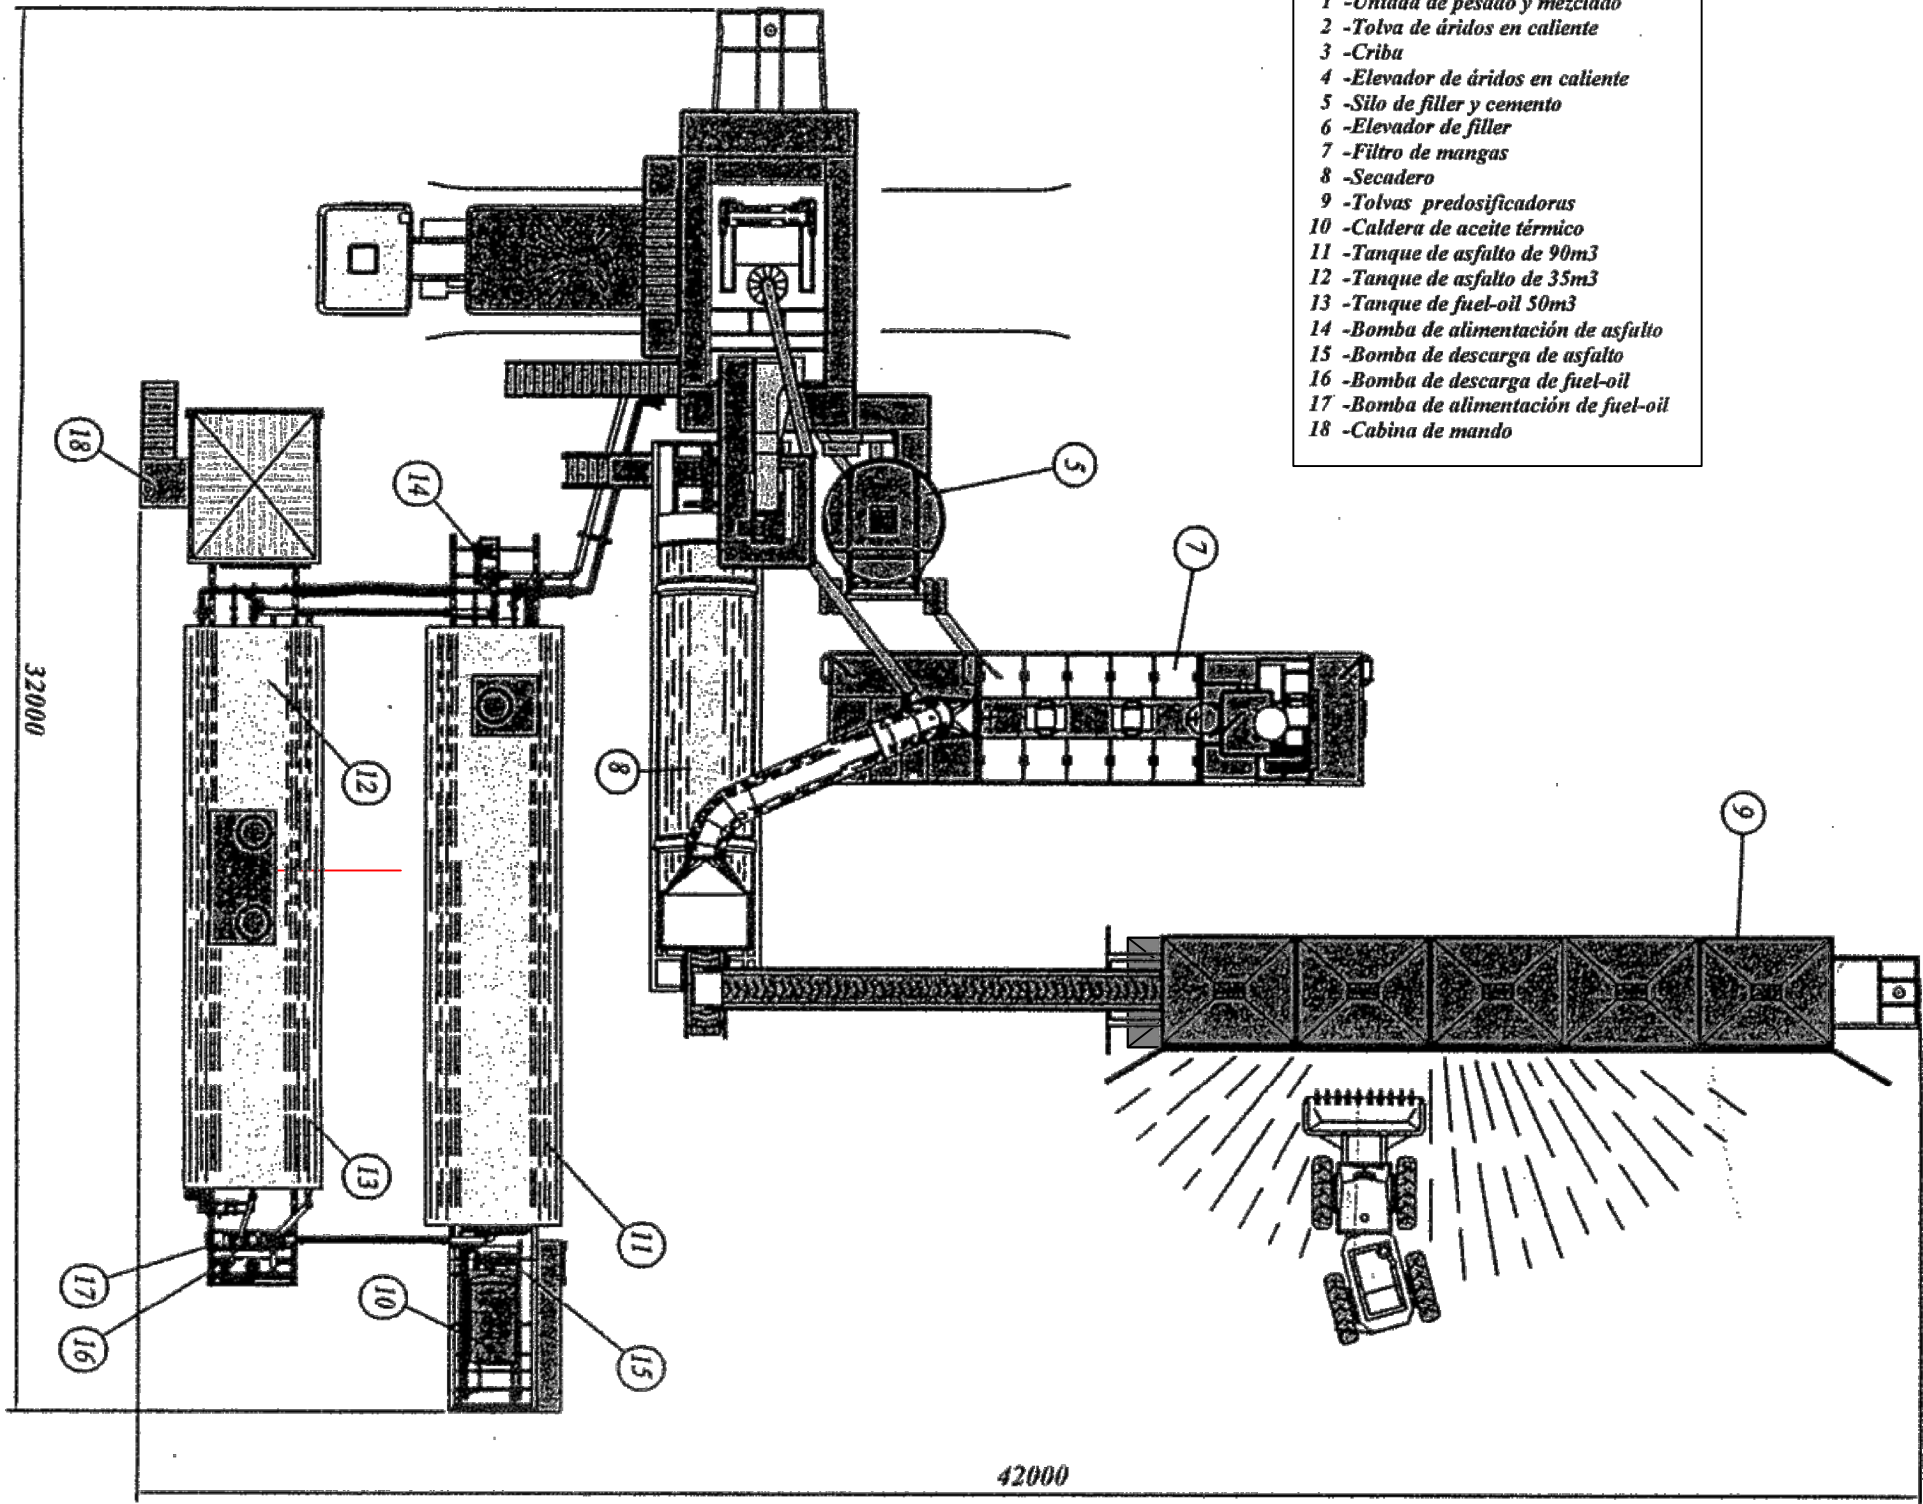 1 -Unidad de pesado y mezclado
2 -Tolva de áridos en caliente
3 -Criba
4 -Elevador de áridos en caliente
5 -Silo de filler y cemento
6 -Elevador de filler
7 -Filtro de mangas
8 -Secadero
9 -Tolvas predosificadoras
10 -Caldera de aceite térmico
11 -Tanque de asfalto de 90m3
12 -Tanque de asfalto de 35m3
13 -Tanque de fuel-oil 50m3
14 -Bomba de alimentación de asfalto
15 -Bomba de descarga de asfalto
16 -Bomba de descarga de fuel-oil
17 -Bomba de alimentación de fuel-oil
18 -Cabina de mando
18
14
5
7
32000
12
8
9
13
11
17
10
16
15
42000